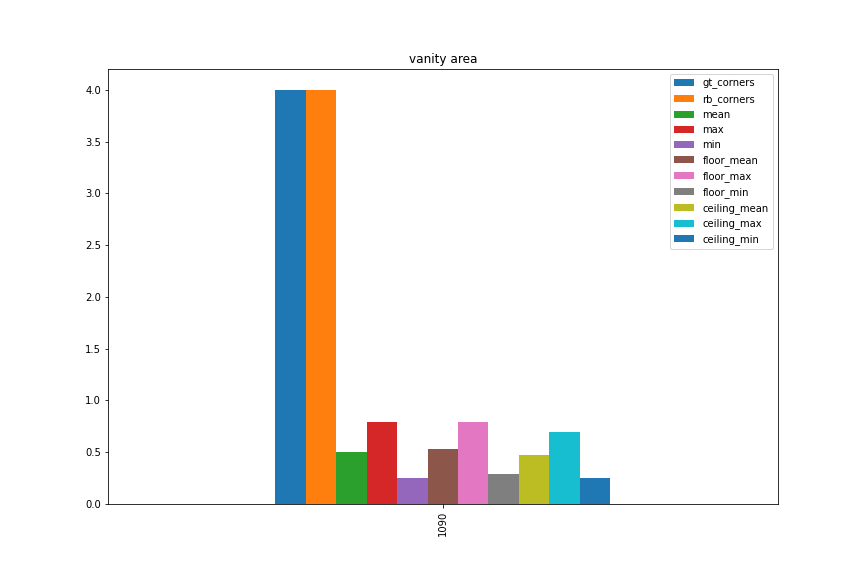 vanity area
4.0
3.5
3.0
2.5
2.0
1.5
1.0
0.5
0.0
1090
gt_corners
rb_corners
mean
max
min
floor_mean
floor_max
floor_min
ceiling_mean
ceiling_max
ceiling_min